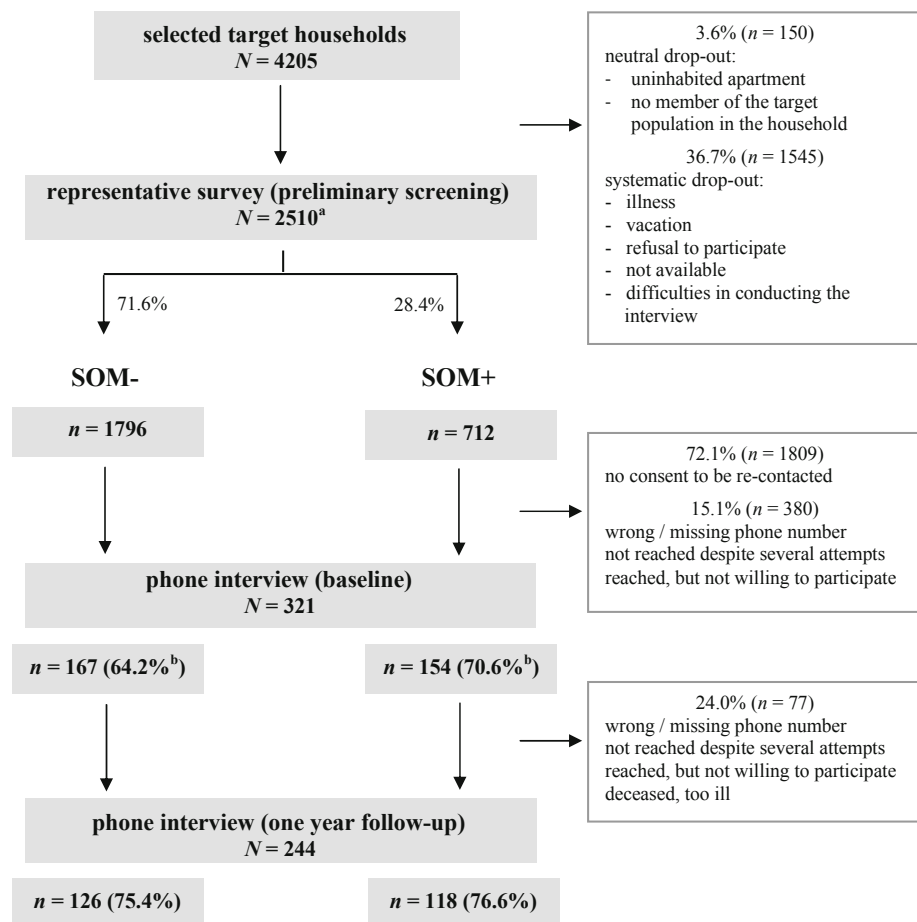 selected target households
N = 4205
3.6% (n = 150)
neutral drop-out:
- uninhabited apartment
- no member of the target
population in the household
36.7% (n = 1545)
systematic drop-out:
- illness
- vacation
- refusal to participate
- not available
- difficulties in conducting the
interview
representative survey (preliminary screening)
N = 2510a
71.6%
28.4%
SOM-
SOM+
n = 1796
n = 712
72.1% (n = 1809)
no consent to be re-contacted
15.1% (n = 380)
wrong / missing phone number
not reached despite several attempts
reached, but not willing to participate
phone interview (baseline)
N = 321
n = 167 (64.2%b)
n = 154 (70.6%b)
24.0% (n = 77)
wrong / missing phone number
not reached despite several attempts
reached, but not willing to participate
deceased, too ill
phone interview (one year follow-up)
N = 244
n = 126 (75.4%)
n = 118 (76.6%)